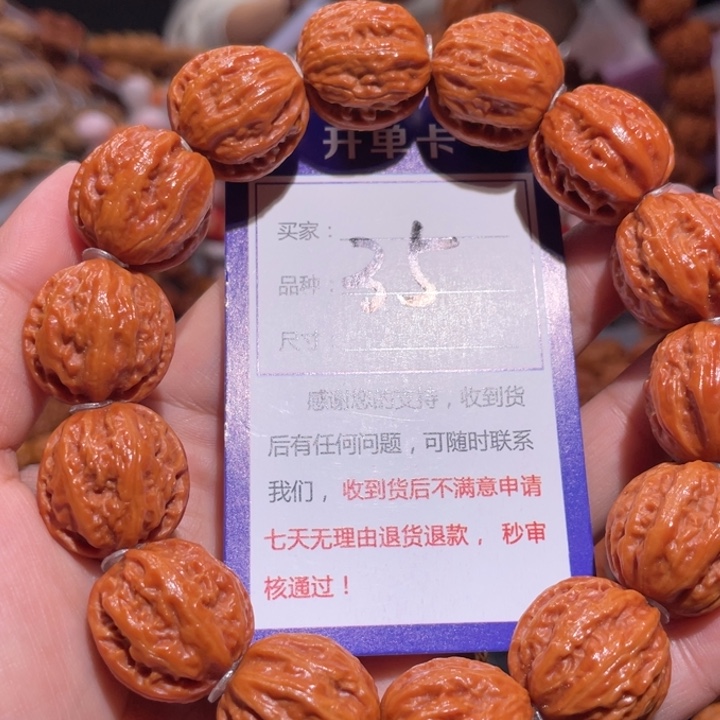 开单卡
买家：
35
品种：
尺寸
感谢您的支持，收到货
后有任何问题，可随时联系
我们，收到货后不满意申请
七天无理由退货退款，秒审
核通过！